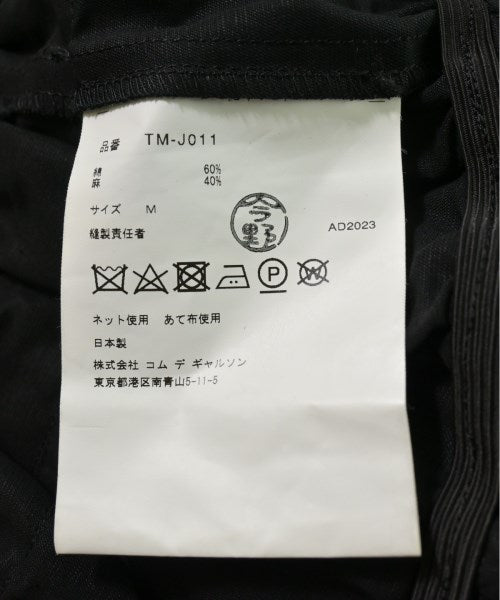 品番 TM-J011
綿 60%
麻 40%
サイズ M
縫製責任者 今野 AD2023
P W
ネット使用 あて布使用
日本製
株式会社 コム デ ギャルソン
東京都港区南青山5-11-5